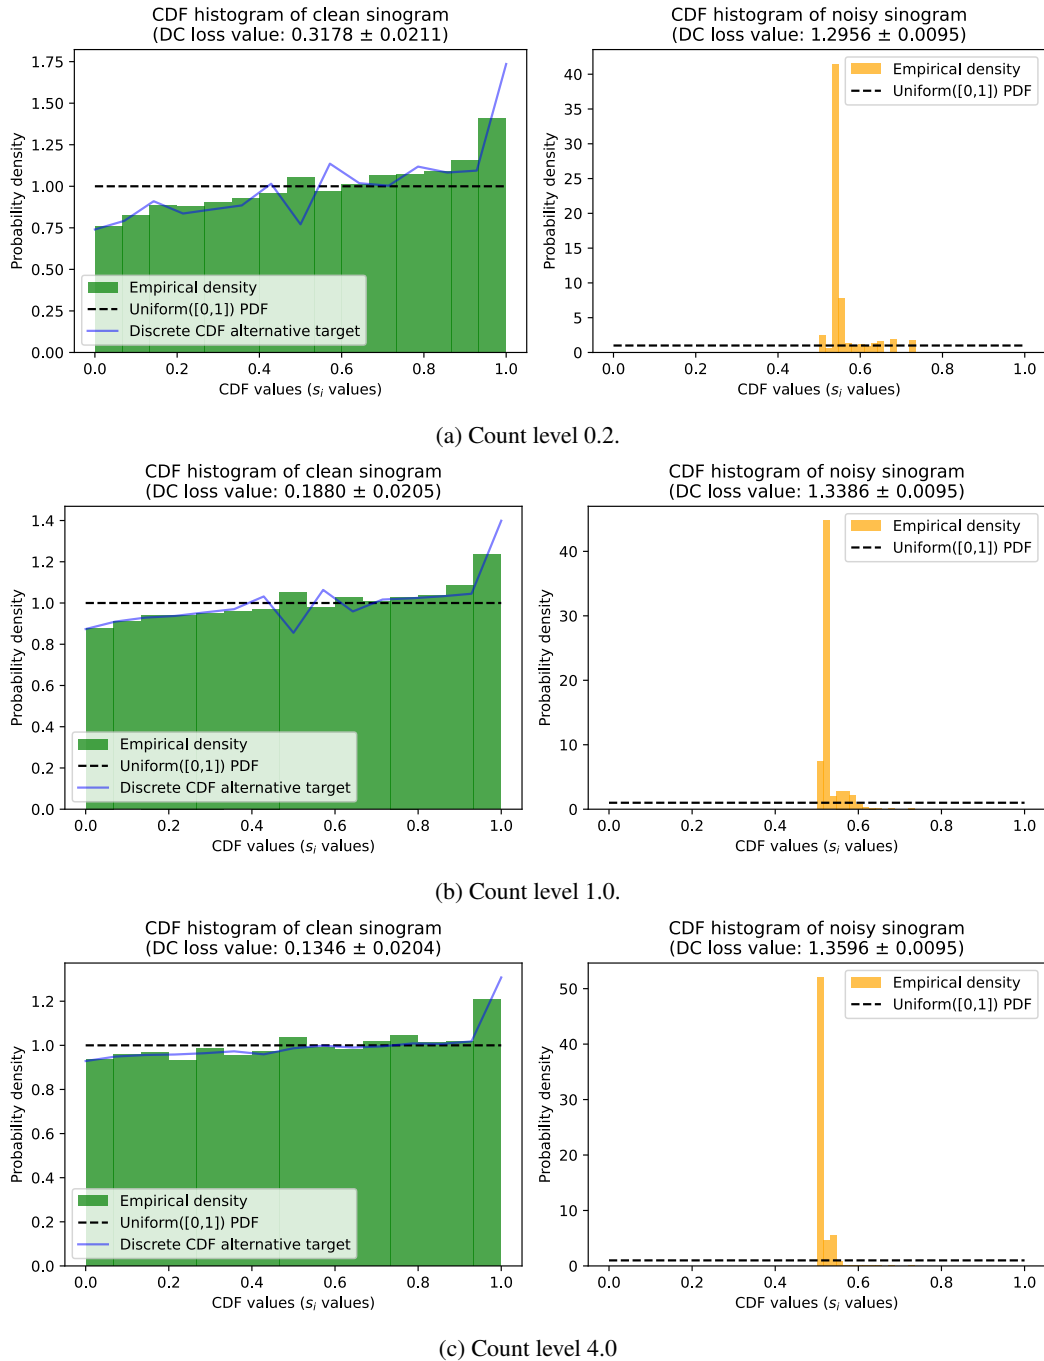 CDF histogram of clean sinogram
(DC loss value: 0.3178 ± 0.0211)
Probability density
1.75
1.50
1.25
1.00
0.75
0.50
0.25
0.00
Empirical density
Uniform([0,1]) PDF
Discrete CDF alternative target
0.0 0.2 0.4 0.6 0.8 1.0
CDF values (s_i values)
CDF histogram of noisy sinogram
(DC loss value: 1.2956 ± 0.0095)
Probability density
40
35
30
25
20
15
10
5
0
Empirical density
Uniform([0,1]) PDF
0.0 0.2 0.4 0.6 0.8 1.0
CDF values (s_i values)
(a) Count level 0.2.
CDF histogram of clean sinogram
(DC loss value: 0.1880 ± 0.0205)
Probability density
1.4
1.2
1.0
0.8
0.6
0.4
0.2
0.0
Empirical density
Uniform([0,1]) PDF
Discrete CDF alternative target
0.0 0.2 0.4 0.6 0.8 1.0
CDF values (s_i values)
CDF histogram of noisy sinogram
(DC loss value: 1.3386 ± 0.0095)
Probability density
40
30
20
10
0
Empirical density
Uniform([0,1]) PDF
0.0 0.2 0.4 0.6 0.8 1.0
CDF values (s_i values)
(b) Count level 1.0.
CDF histogram of clean sinogram
(DC loss value: 0.1346 ± 0.0204)
Probability density
1.2
1.0
0.8
0.6
0.4
0.2
0.0
Empirical density
Uniform([0,1]) PDF
Discrete CDF alternative target
0.0 0.2 0.4 0.6 0.8 1.0
CDF values (s_i values)
CDF histogram of noisy sinogram
(DC loss value: 1.3596 ± 0.0095)
Probability density
50
40
30
20
10
0
Empirical density
Uniform([0,1]) PDF
0.0 0.2 0.4 0.6 0.8 1.0
CDF values (s_i values)
(c) Count level 4.0